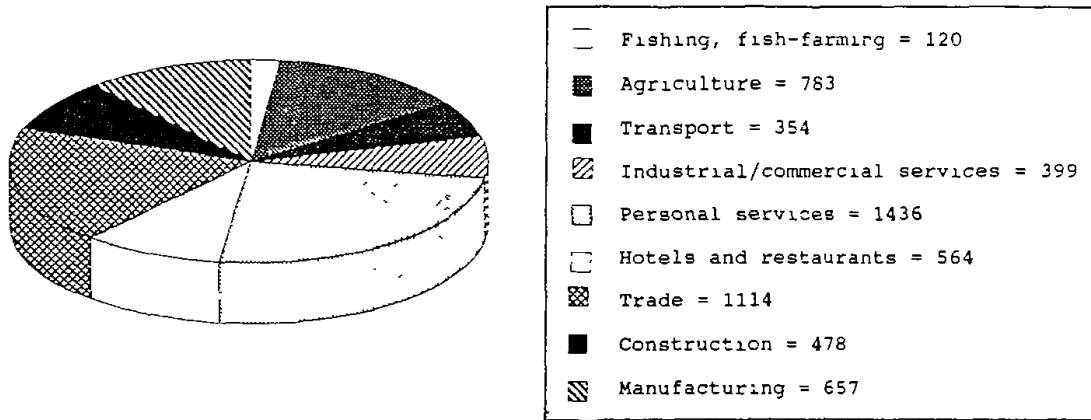 Fishing, fish-farming = 120
Agriculture = 783
Transport = 354
Industrial/commercial services = 399
Personal services = 1436
Hotels and restaurants = 564
Trade = 1114
Construction = 478
Manufacturing = 657